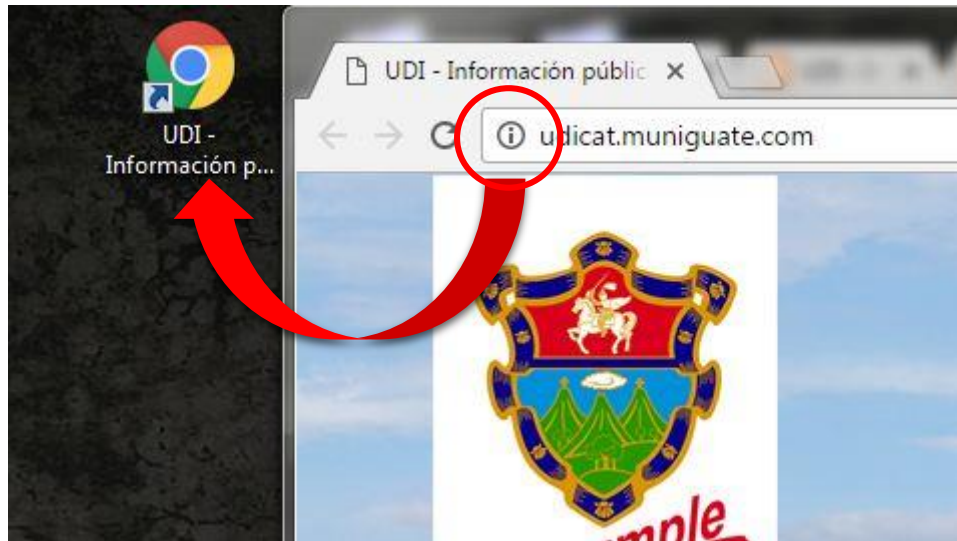 UDI -
Información p...
UDI - Información públic
udicat.muniguate.com
mple